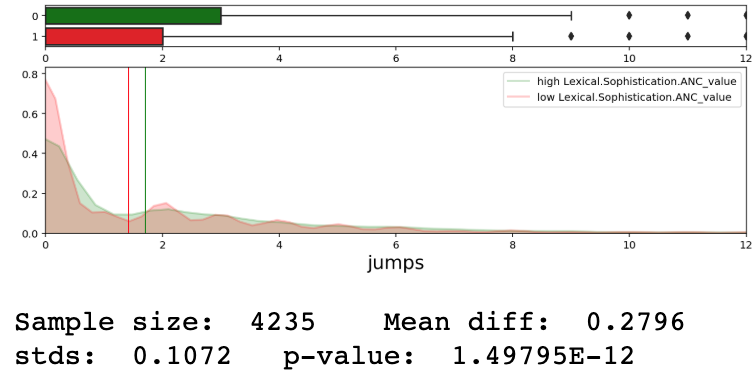 0
1
0 2 4 6 8 10 12
0.8
high Lexical.Sophistication.ANC_value
low Lexical.Sophistication.ANC_value
0.6
0.4
0.2
0.0
0 2 4 6 8 10 12
jumps
Sample size: 4235 Mean diff: 0.2796
stds: 0.1072 p-value: 1.49795E-12